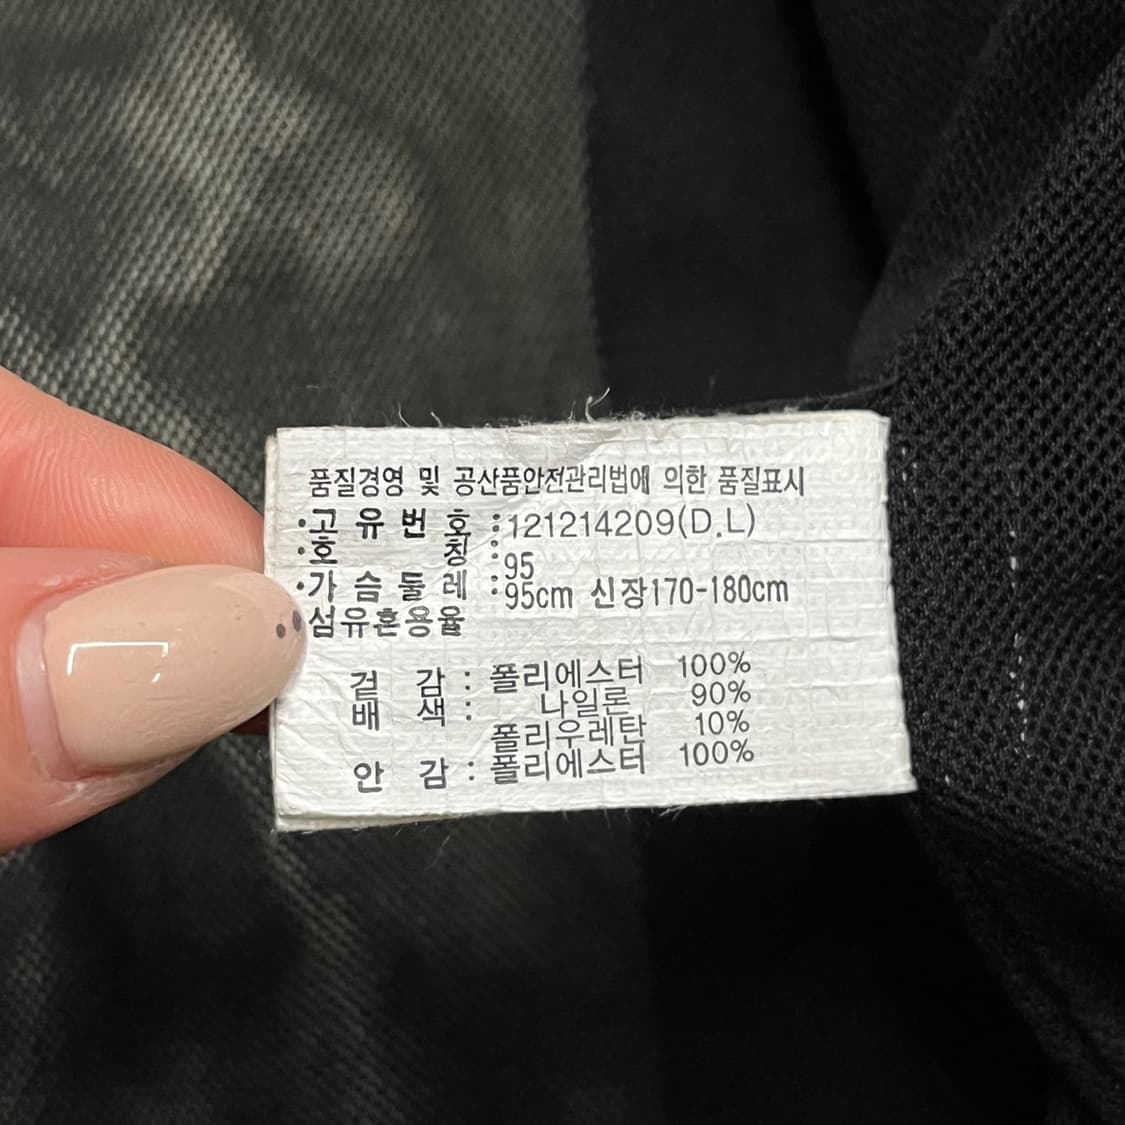 품질경영 및 공산품안전관리법에 의한 품질표시
·고 유 번 호 : 121214209(D.L)
·호 칭 : 95
·가 슴 둘 레 : 95cm 신장170-180cm
·섬유혼용율
겉 감 : 폴리에스터 100%
배 색 : 나일론 90%
폴리우레탄 10%
안 감 : 폴리에스터 100%